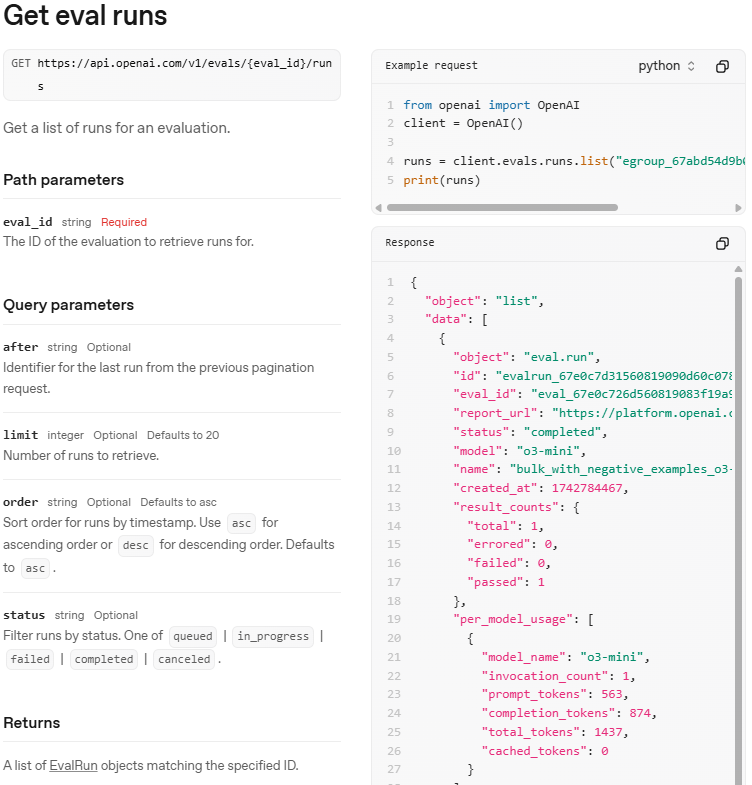 Get eval runs
GET https://api.openai.com/v1/evals/{eval_id}/run
s
Get a list of runs for an evaluation.
Path parameters
eval_id string Required
The ID of the evaluation to retrieve runs for.
Query parameters
after string Optional
Identifier for the last run from the previous pagination
request.
limit integer Optional Defaults to 20
Number of runs to retrieve.
order string Optional Defaults to asc
Sort order for runs by timestamp. Use asc for
ascending order or desc for descending order. Defaults
to asc .
status string Optional
Filter runs by status. One of queued | in_progress |
failed | completed | canceled .
Returns
A list of EvalRun objects matching the specified ID.
Example request python
1 from openai import OpenAI
2 client = OpenAI()
3
4 runs = client.evals.runs.list("egroup_67abd54d9b0
5 print(runs)
Response
1 {
2 "object": "list",
3 "data": [
4 {
5 "object": "eval.run",
6 "id": "evalrun_67e0c7d31560819090d60c078
7 "eval_id": "eval_67e0c726d560819083f19a9
8 "report_url": "https://platform.openai.c
9 "status": "completed",
10 "model": "o3-mini",
11 "name": "bulk_with_negative_examples_o3-
12 "created_at": 1742784467,
13 "result_counts": {
14 "total": 1,
15 "errored": 0,
16 "failed": 0,
17 "passed": 1
18 },
19 "per_model_usage": [
20 {
21 "model_name": "o3-mini",
22 "invocation_count": 1,
23 "prompt_tokens": 563,
24 "completion_tokens": 874,
25 "total_tokens": 1437,
26 "cached_tokens": 0
27 }